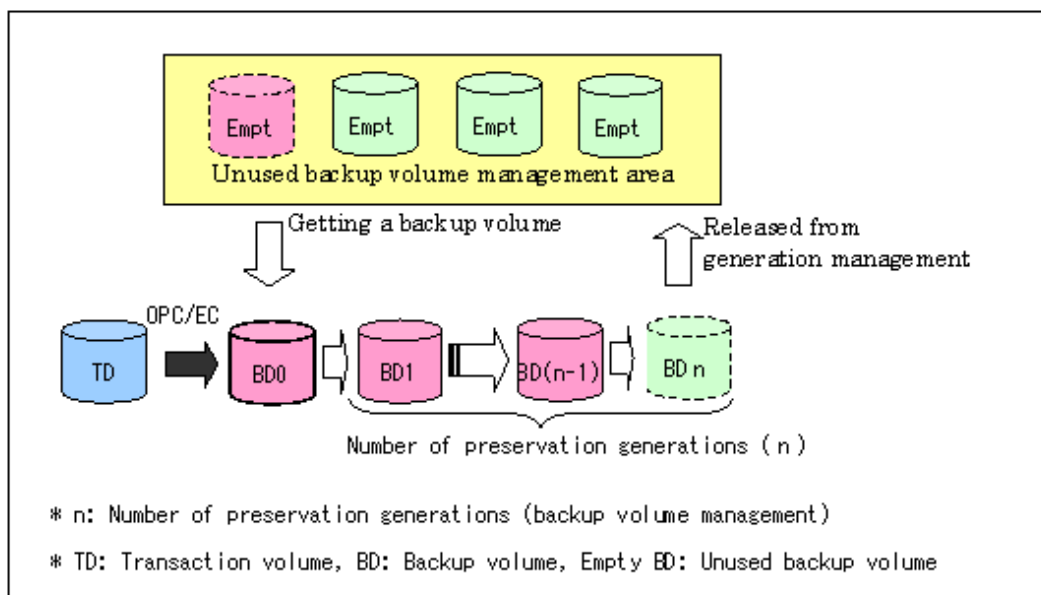 Empt Empt Empt Empt
Unused backup volume management area
Getting a backup volume
Released from
generation management
OPC/EC
TD BD0 BD1 BD(n-1) BDn
Number of preservation generations (n)
* n: Number of preservation generations (backup volume management)
* TD: Transaction volume, BD: Backup volume, Empty BD: Unused backup volume